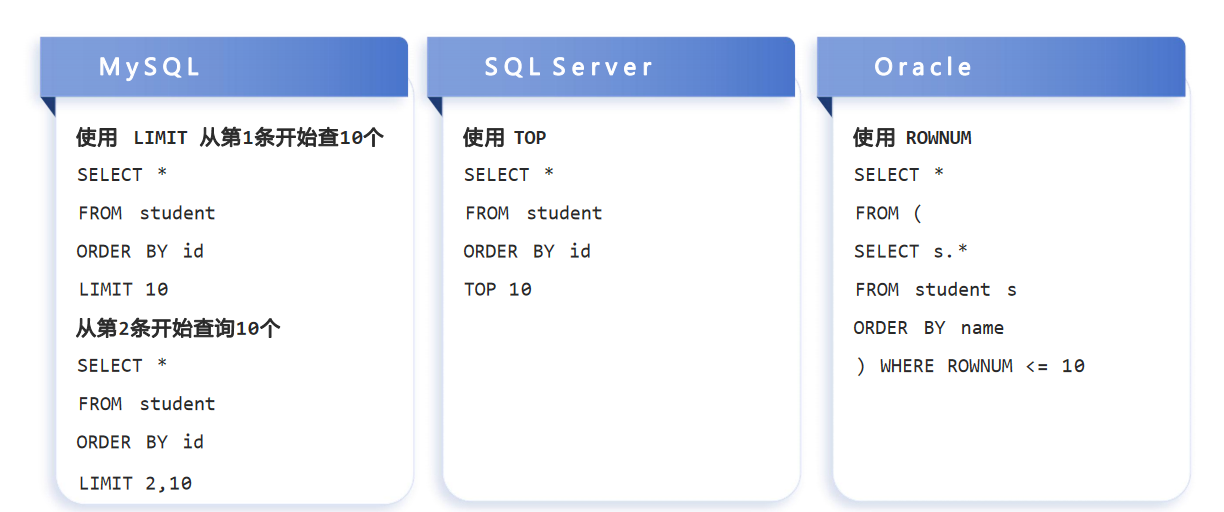 MySQL
使用 LIMIT 从第1条开始查10个
SELECT *
FROM student
ORDER BY id
LIMIT 10
从第2条开始查询10个
SELECT *
FROM student
ORDER BY id
LIMIT 2,10
SQL Server
使用 TOP
SELECT *
FROM student
ORDER BY id
TOP 10
Oracle
使用 ROWNUM
SELECT *
FROM (
SELECT s.*
FROM student s
ORDER BY name
) WHERE ROWNUM <= 10